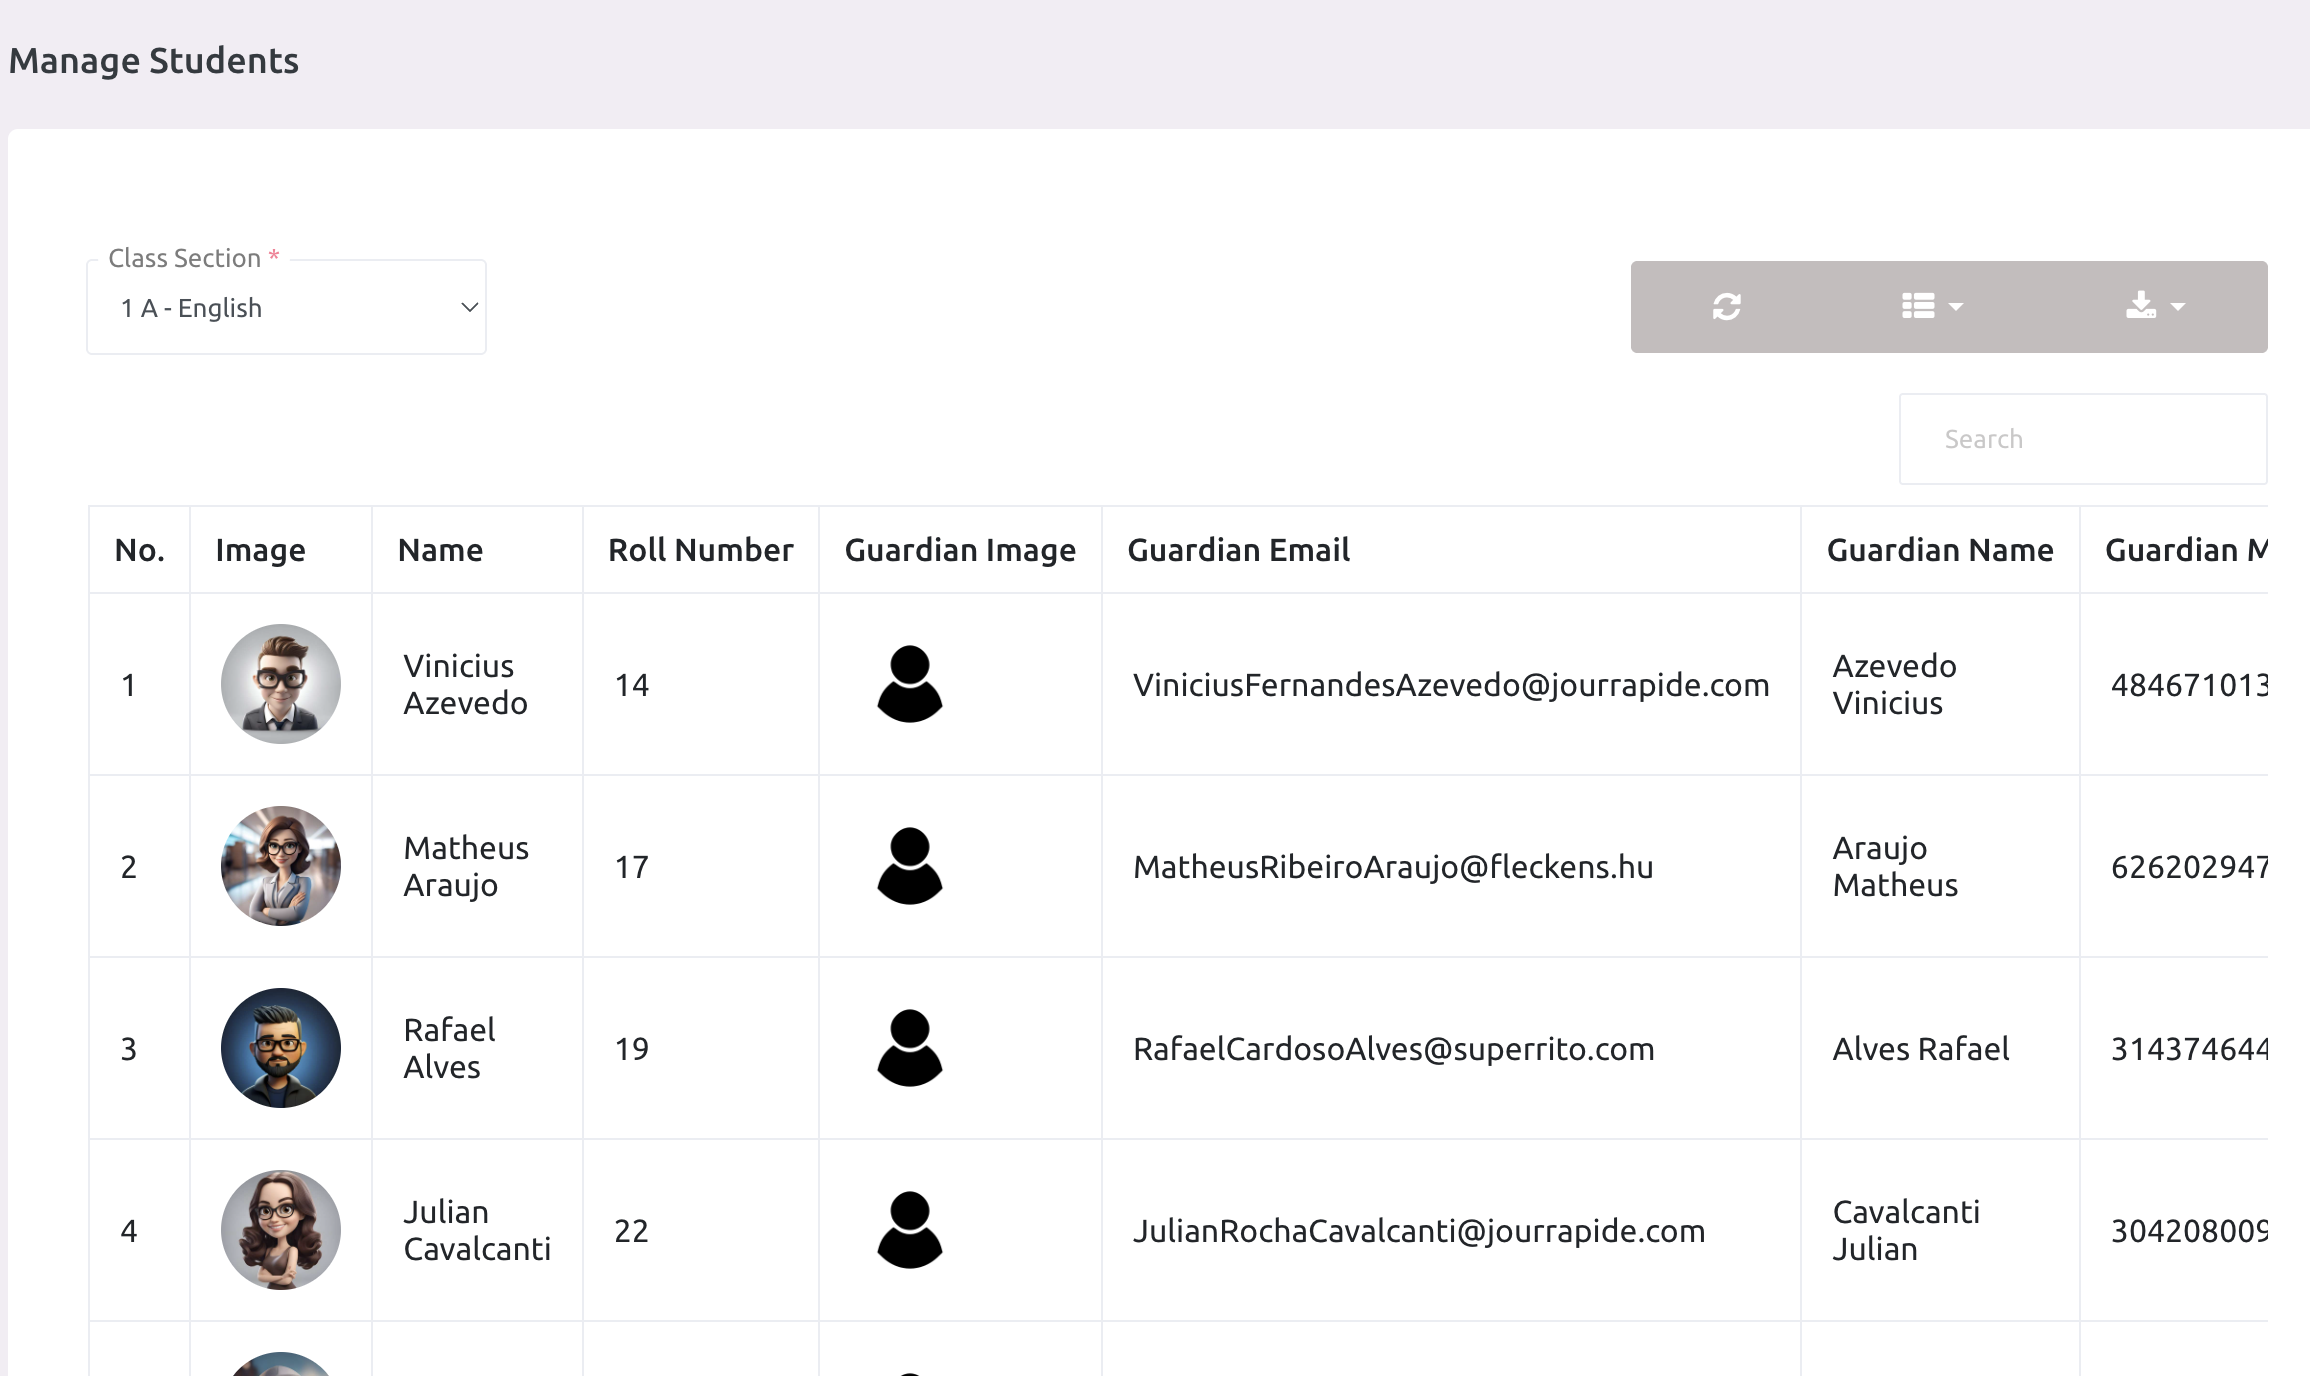 Manage Students
Class Section *
1 A - English
Search
No. Image Name Roll Number Guardian Image Guardian Email Guardian Name Guardian
1 Vinicius Azevedo 14 ViniciusFernandesAzevedo@jourrapide.com Azevedo Vinicius 484671013
2 Matheus Araujo 17 MatheusRibeiroAraujo@fleckens.hu Araujo Matheus 626202947
3 Rafael Alves 19 RafaelCardosoAlves@superrito.com Alves Rafael 314374644
4 Julian Cavalcanti 22 JulianRochaCavalcanti@jourrapide.com Cavalcanti Julian 304208009